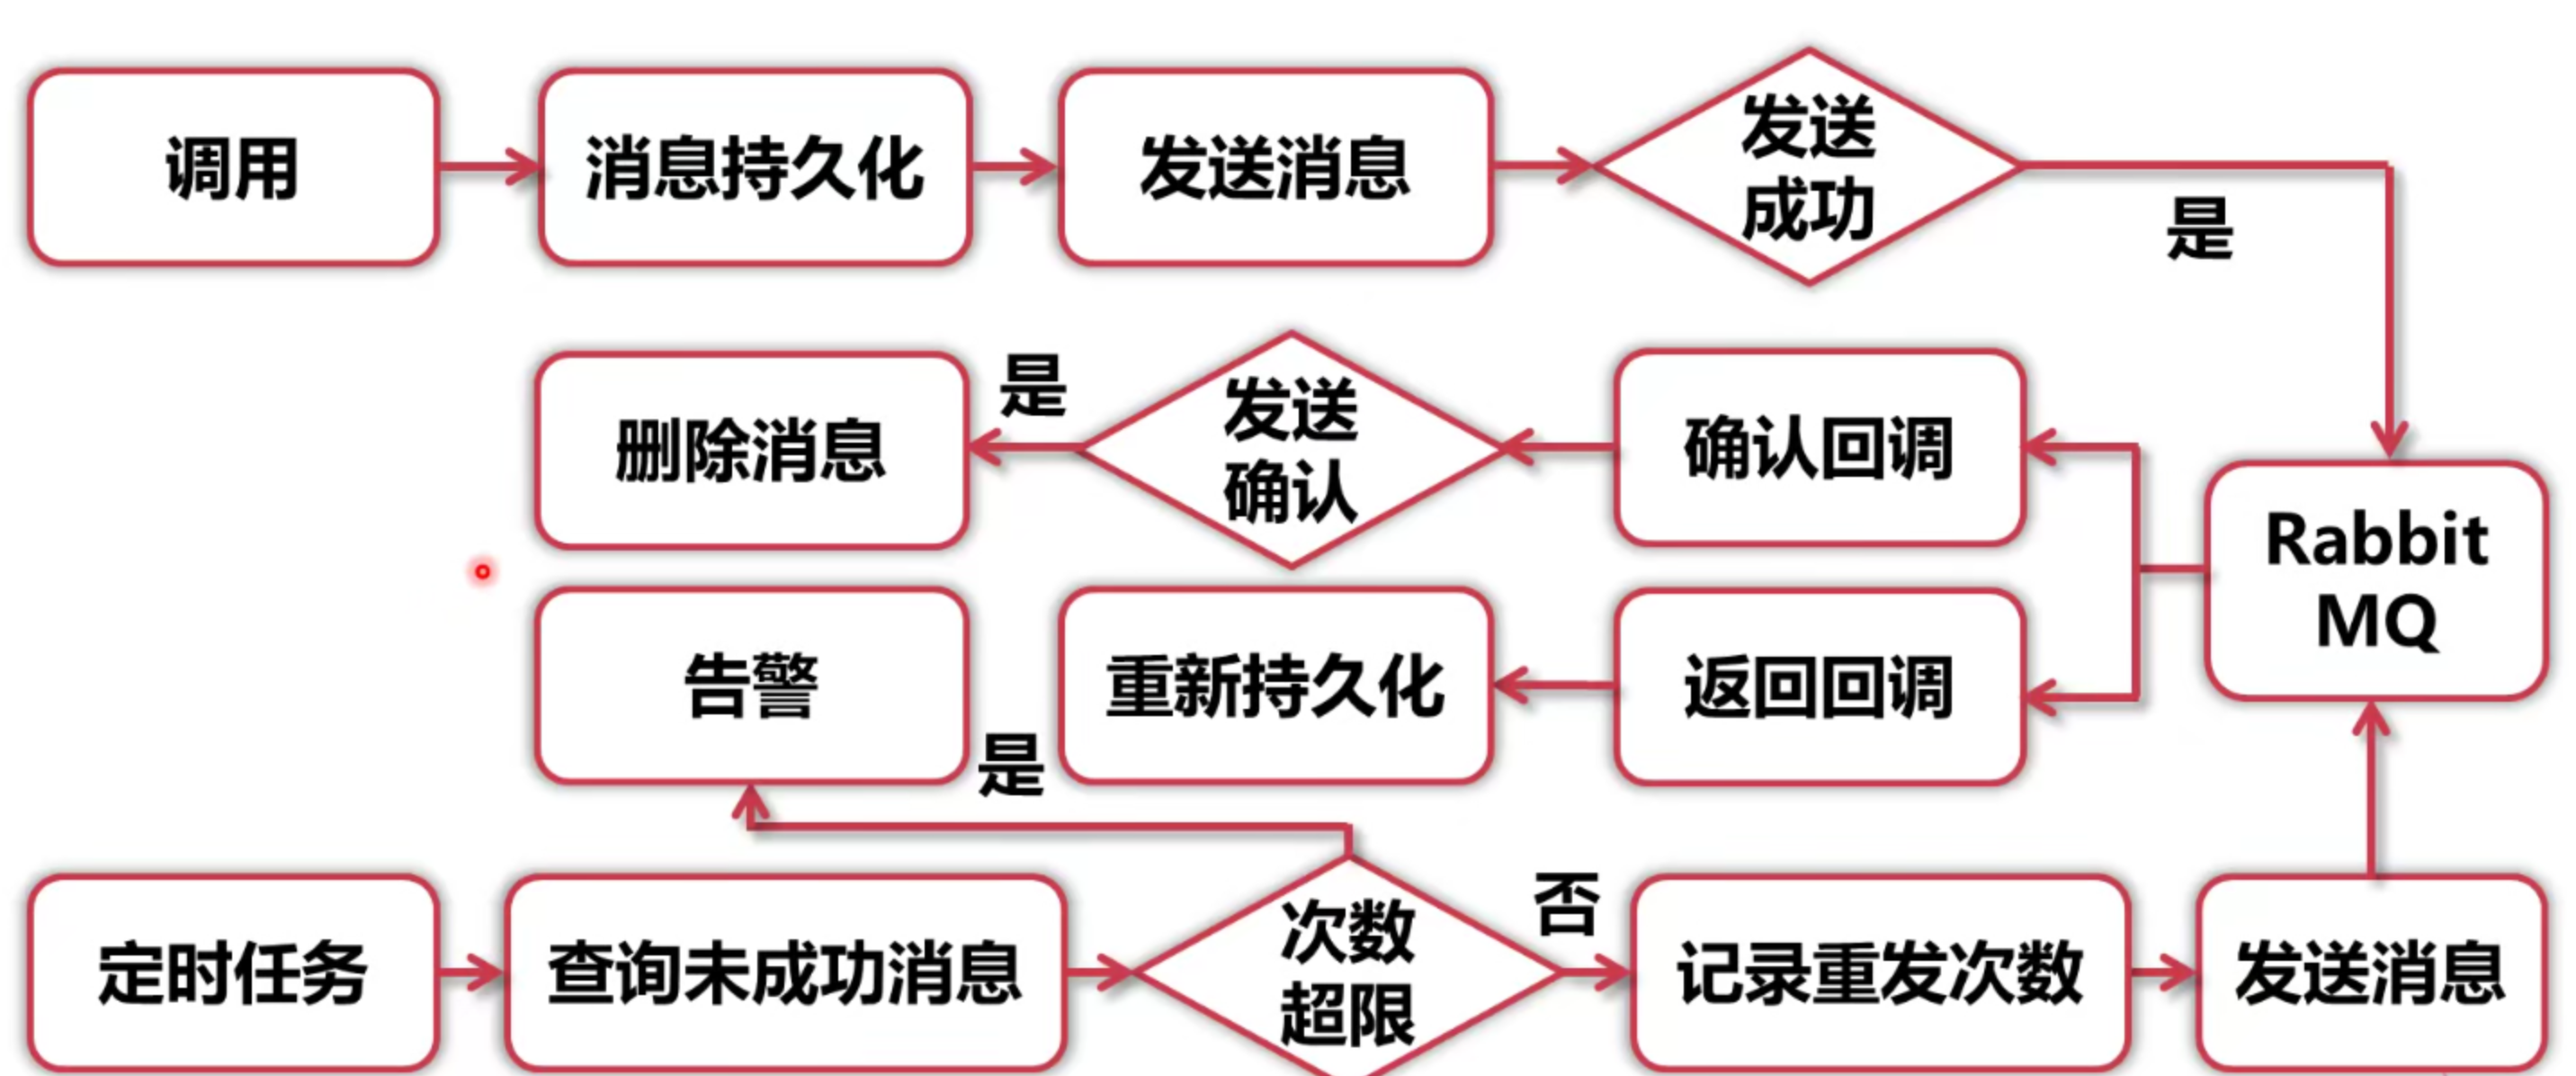 调用
消息持久化
发送消息
发送
成功
是
删除消息
是
发送
确认
确认回调
Rabbit
MQ
告警
重新持久化
返回回调
是
定时任务
查询未成功消息
次数
超限
否
记录重发次数
发送消息